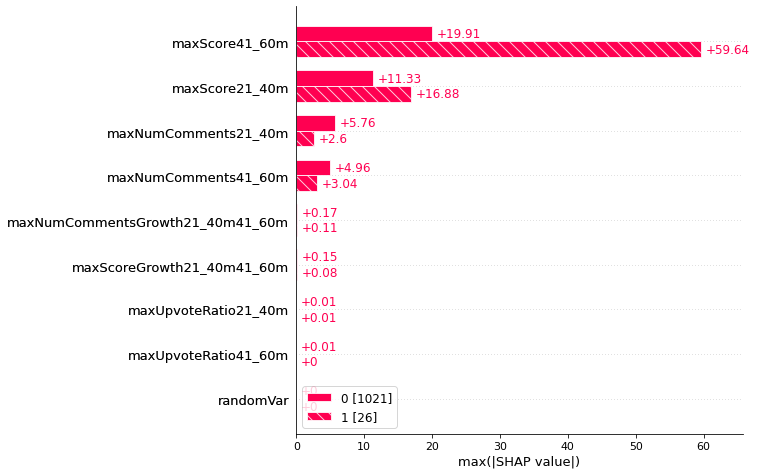 maxScore41_60m
+19.91
+59.64
maxScore21_40m
+11.33
+16.88
maxNumComments21_40m
+5.76
+2.6
maxNumComments41_60m
+4.96
+3.04
maxNumCommentsGrowth21_40m41_60m
+0.17
+0.11
maxScoreGrowth21_40m41_60m
+0.15
+0.08
maxUpvoteRatio21_40m
+0.01
+0.01
maxUpvoteRatio41_60m
+0.01
+0
randomVar
+0
+0
0 [1021]
1 [26]
0 10 20 30 40 50 60
max(|SHAP value|)